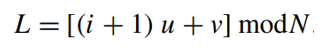 L = [(i + 1) u + v] modN.